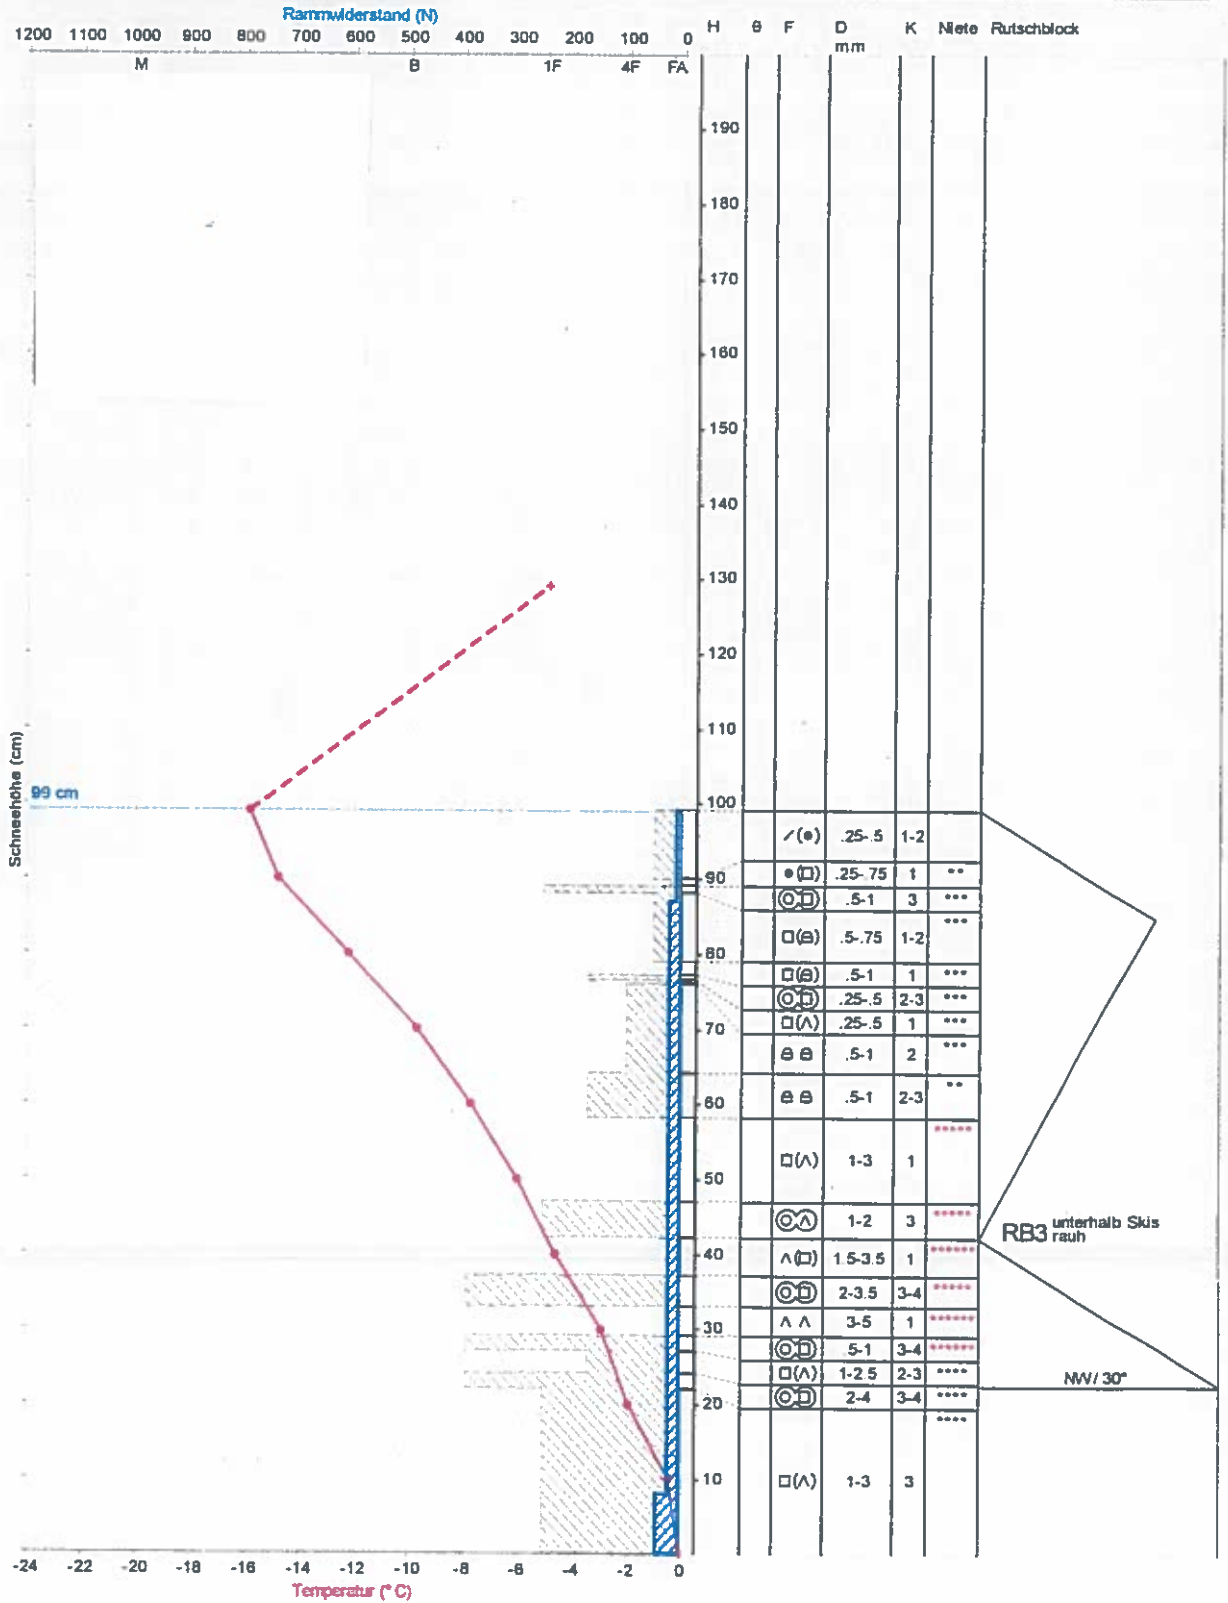 Rammwiderstand (N)
1200 1100 1000 900 800 700 600 500 400 300 200 100 0
M B 1F 4F FA
H θ F D mm K Niete Rutschblock
190
180
170
160
150
140
130
120
110
100
90
80
70
60
50
40
30
20
10
Schneehöhe (cm)
99 cm
/(●) .25-.5 1-2
●(□) .25-.75 1 **
.5-1 3 ***
.5-.75 1-2 ***
.5-1 1 ***
.25-.5 2-3 ***
□(∧) .25-.5 1 ***
.5-1 2 ***
.5-1 2-3 **
□(∧) 1-3 1 *****
1-2 3 *****
∧(□) 1.5-3.5 1 ******
2-3.5 3-4 *****
∧ ∧ 3-5 1 ******
.5-1 3-4 ******
□(∧) 1-2.5 2-3 ****
2-4 3-4 ****
□(∧) 1-3 3 ****
RB3 unterhalb Skis
rauh
NW/ 30°
-24 -22 -20 -18 -16 -14 -12 -10 -8 -6 -4 -2 0
Temperatur (°C)